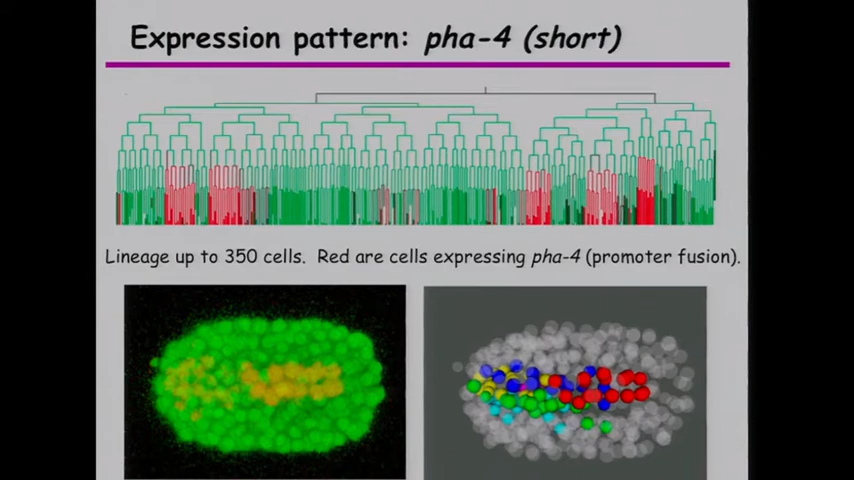 Expression pattern: pha-4 (short)
Lineage up to 350 cells. Red are cells expressing pha-4 (promoter fusion).